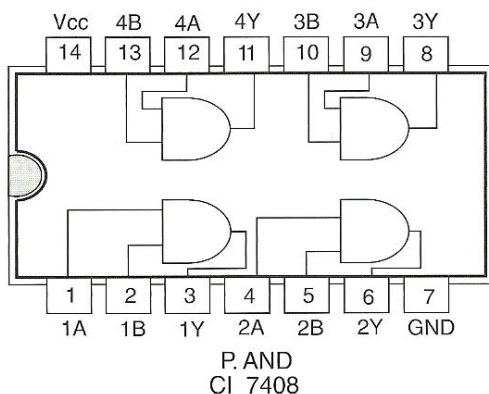 Vcc 4B 4A 4Y 3B 3A 3Y
14 13 12 11 10 9 8
1 2 3 4 5 6 7
1A 1B 1Y 2A 2B 2Y GND
P. AND
CI 7408